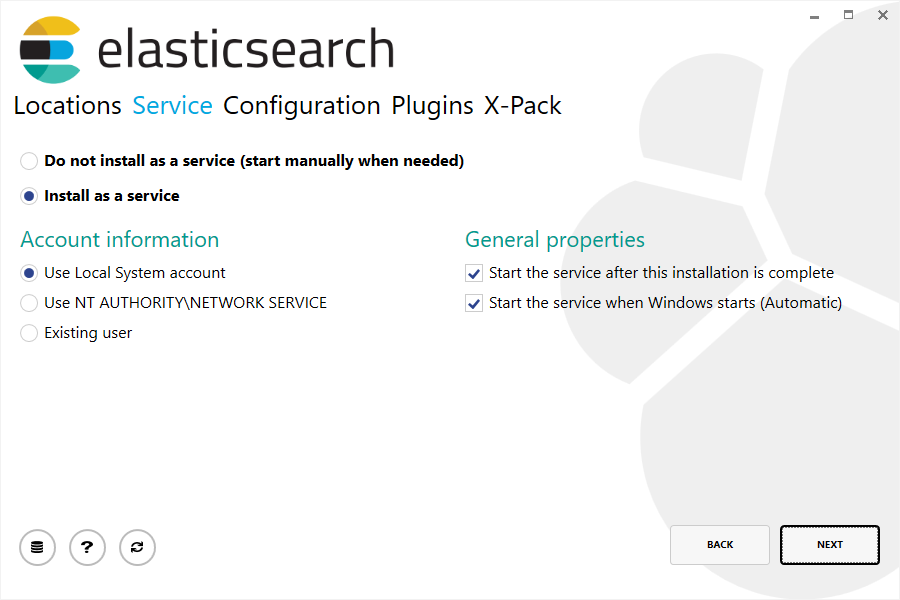 elasticsearch
Locations Service Configuration Plugins X-Pack
Do not install as a service (start manually when needed)
Install as a service
Account information
Use Local System account
Use NT AUTHORITY\NETWORK SERVICE
Existing user
General properties
Start the service after this installation is complete
Start the service when Windows starts (Automatic)
?
BACK
NEXT